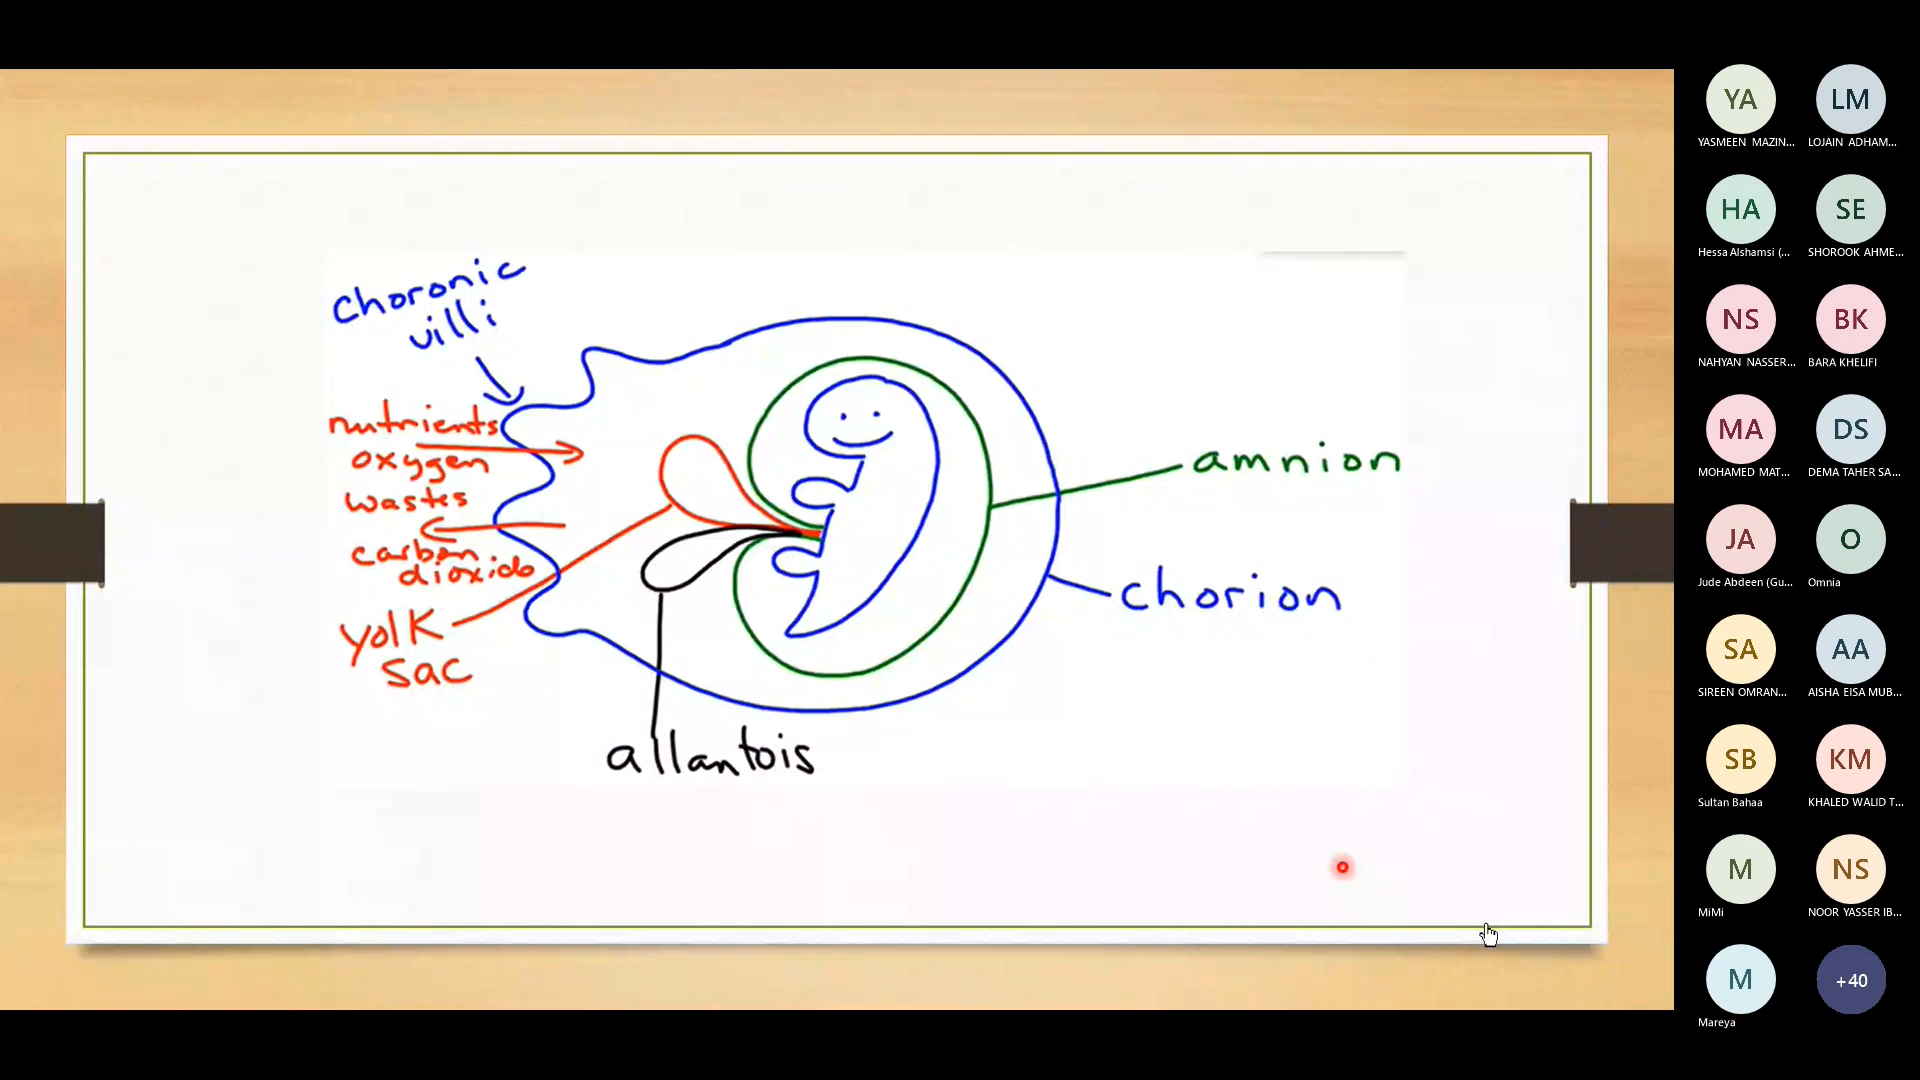 choronic
villi
nutrients
oxygen
wastes
carbon
dioxide
yolk
sac
allantois
amnion
chorion
YA
YASMEEN MAZIN...
LM
LOJAIN ADHAM...
HA
Hessa Alshamsi (...
SE
SHOROOK AHME...
NS
NAHYAN NASSER...
BK
BARA KHELIFI
MA
MOHAMED MAT...
DS
DEMA TAHER SA...
JA
Jude Abdeen (Gu...
O
Omnia
SA
SIREEN OMRAN...
AA
AISHA EISA MUB...
SB
Sultan Bahaa
KM
KHALED WALID T...
M
MiMi
NS
NOOR YASSER IB...
M
Mareya
+40